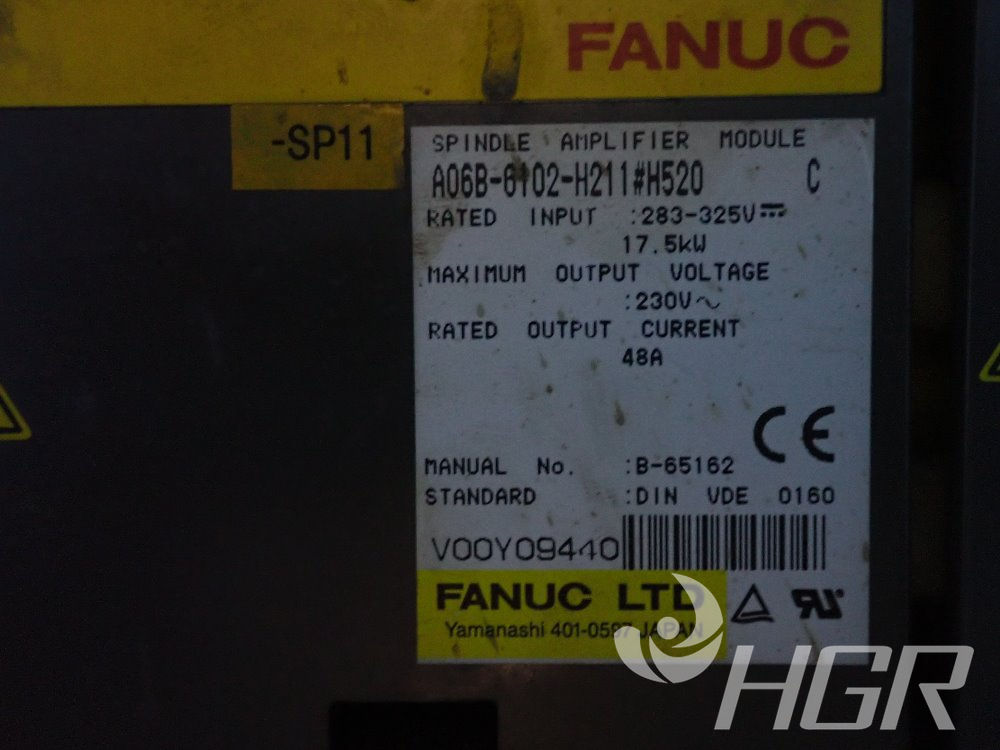 FANUC
-SP11
SPINDLE AMPLIFIER MODULE
A06B-6102-H211#H520 C
RATED INPUT :283-325V⎓
17.5kW
MAXIMUM OUTPUT VOLTAGE
:230V～
RATED OUTPUT CURRENT
48A
CE
MANUAL No. :B-65162
STANDARD :DIN VDE 0160
V00Y09440
FANUC LTD
Yamanashi 401-0597 JAPAN
HGR